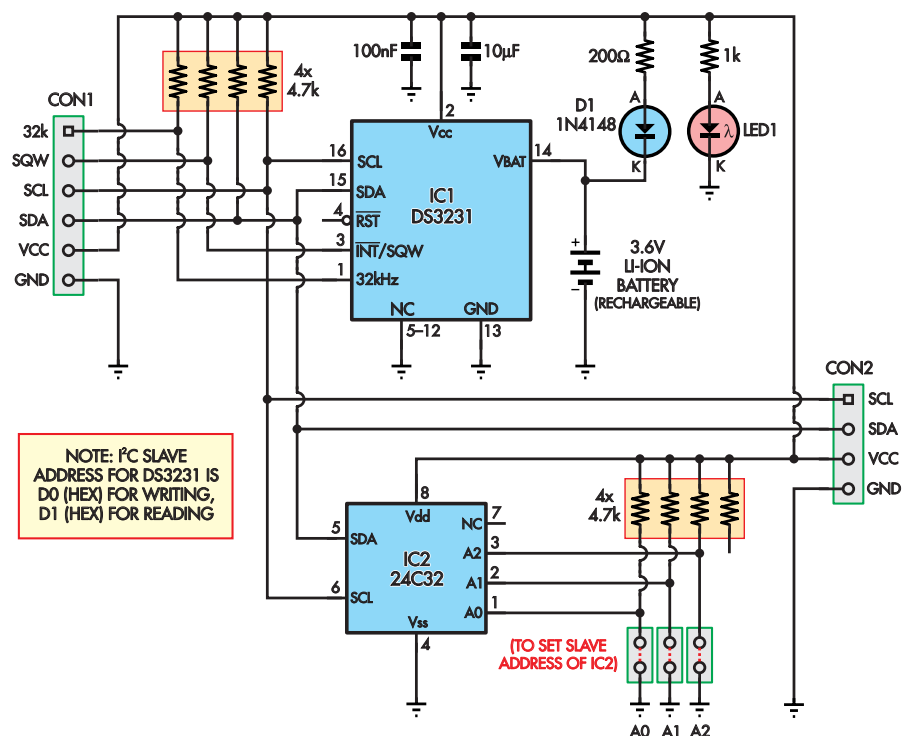 100nF
10µF
200Ω
1k
4x
4.7k
CON1
32k
SQW
SCL
SDA
VCC
GND
2
Vcc
16
SCL
15
SDA
4
RST
3
INT/SQW
1
32kHz
IC1
DS3231
14
VBAT
NC
5–12
GND
13
D1
1N4148
A
K
A
λ
LED1
K
+
3.6V
LI-ION
BATTERY
(RECHARGEABLE)
–
CON2
SCL
SDA
VCC
GND
NOTE: I²C SLAVE
ADDRESS FOR DS3231 IS
D0 (HEX) FOR WRITING,
D1 (HEX) FOR READING
8
Vdd
7
NC
5
SDA
3
A2
IC2
24C32
2
A1
6
SCL
1
A0
Vss
4
4x
4.7k
(TO SET SLAVE
ADDRESS OF IC2)
A0 A1 A2